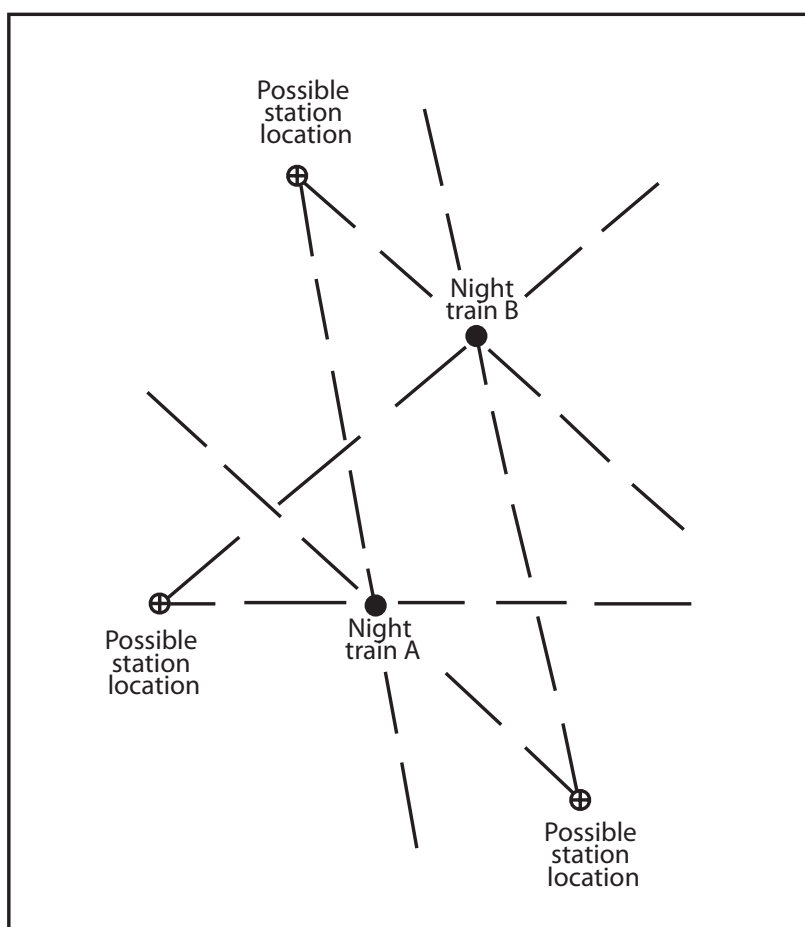 Possible
station
location
Night
train B
Night
train A
Possible
station
location
Possible
station
location